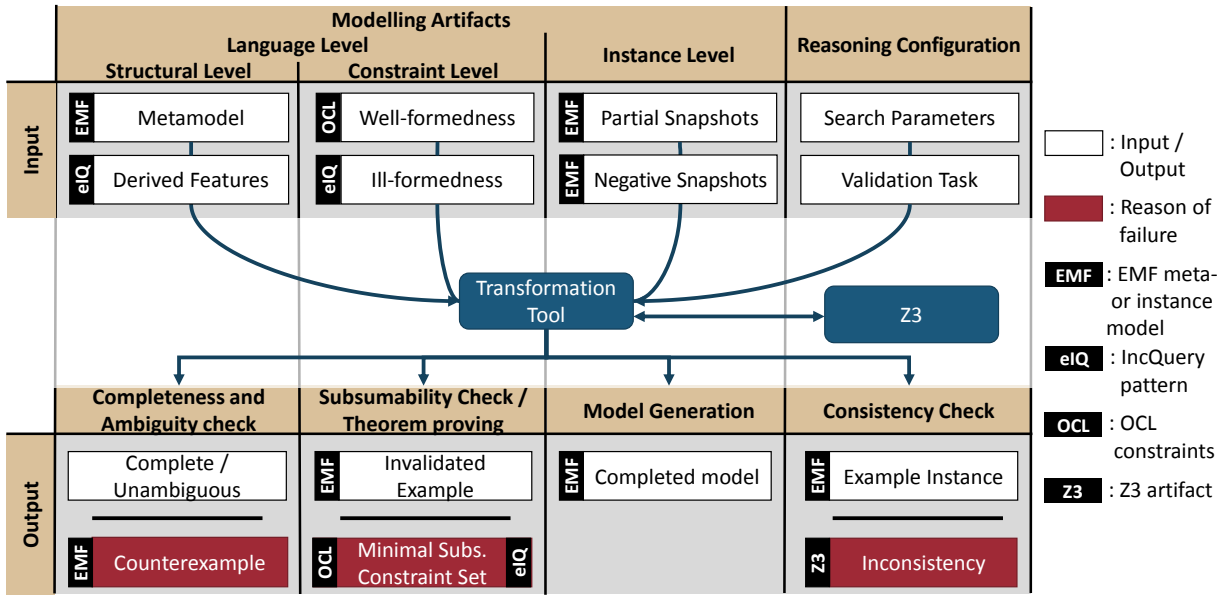 Modelling Artifacts
Language Level
Instance Level
Reasoning Configuration
Structural Level
Constraint Level
Input
EMF
Metamodel
OCL
Well-formedness
EMF
Partial Snapshots
Search Parameters
eIQ
Derived Features
eIQ
Ill-formedness
EMF
Negative Snapshots
Validation Task
Transformation
Tool
Z3
Completeness and
Ambiguity check
Subsumability Check /
Theorem proving
Model Generation
Consistency Check
Output
Complete /
Unambiguous
EMF
Invalidated
Example
EMF
Completed model
EMF
Example Instance
EMF
Counterexample
OCL
Minimal Subs.
Constraint Set
eIQ
Z3
Inconsistency
: Input /
Output
: Reason of
failure
EMF : EMF meta-
or instance
model
eIQ : IncQuery
pattern
OCL : OCL
constraints
Z3 : Z3 artifact